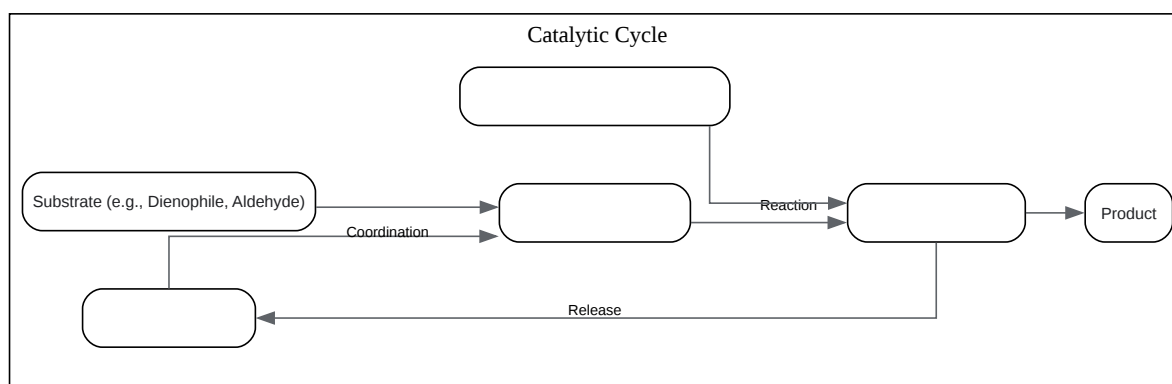 Catalytic Cycle
Substrate (e.g., Dienophile, Aldehyde)
Reaction
Product
Coordination
Release